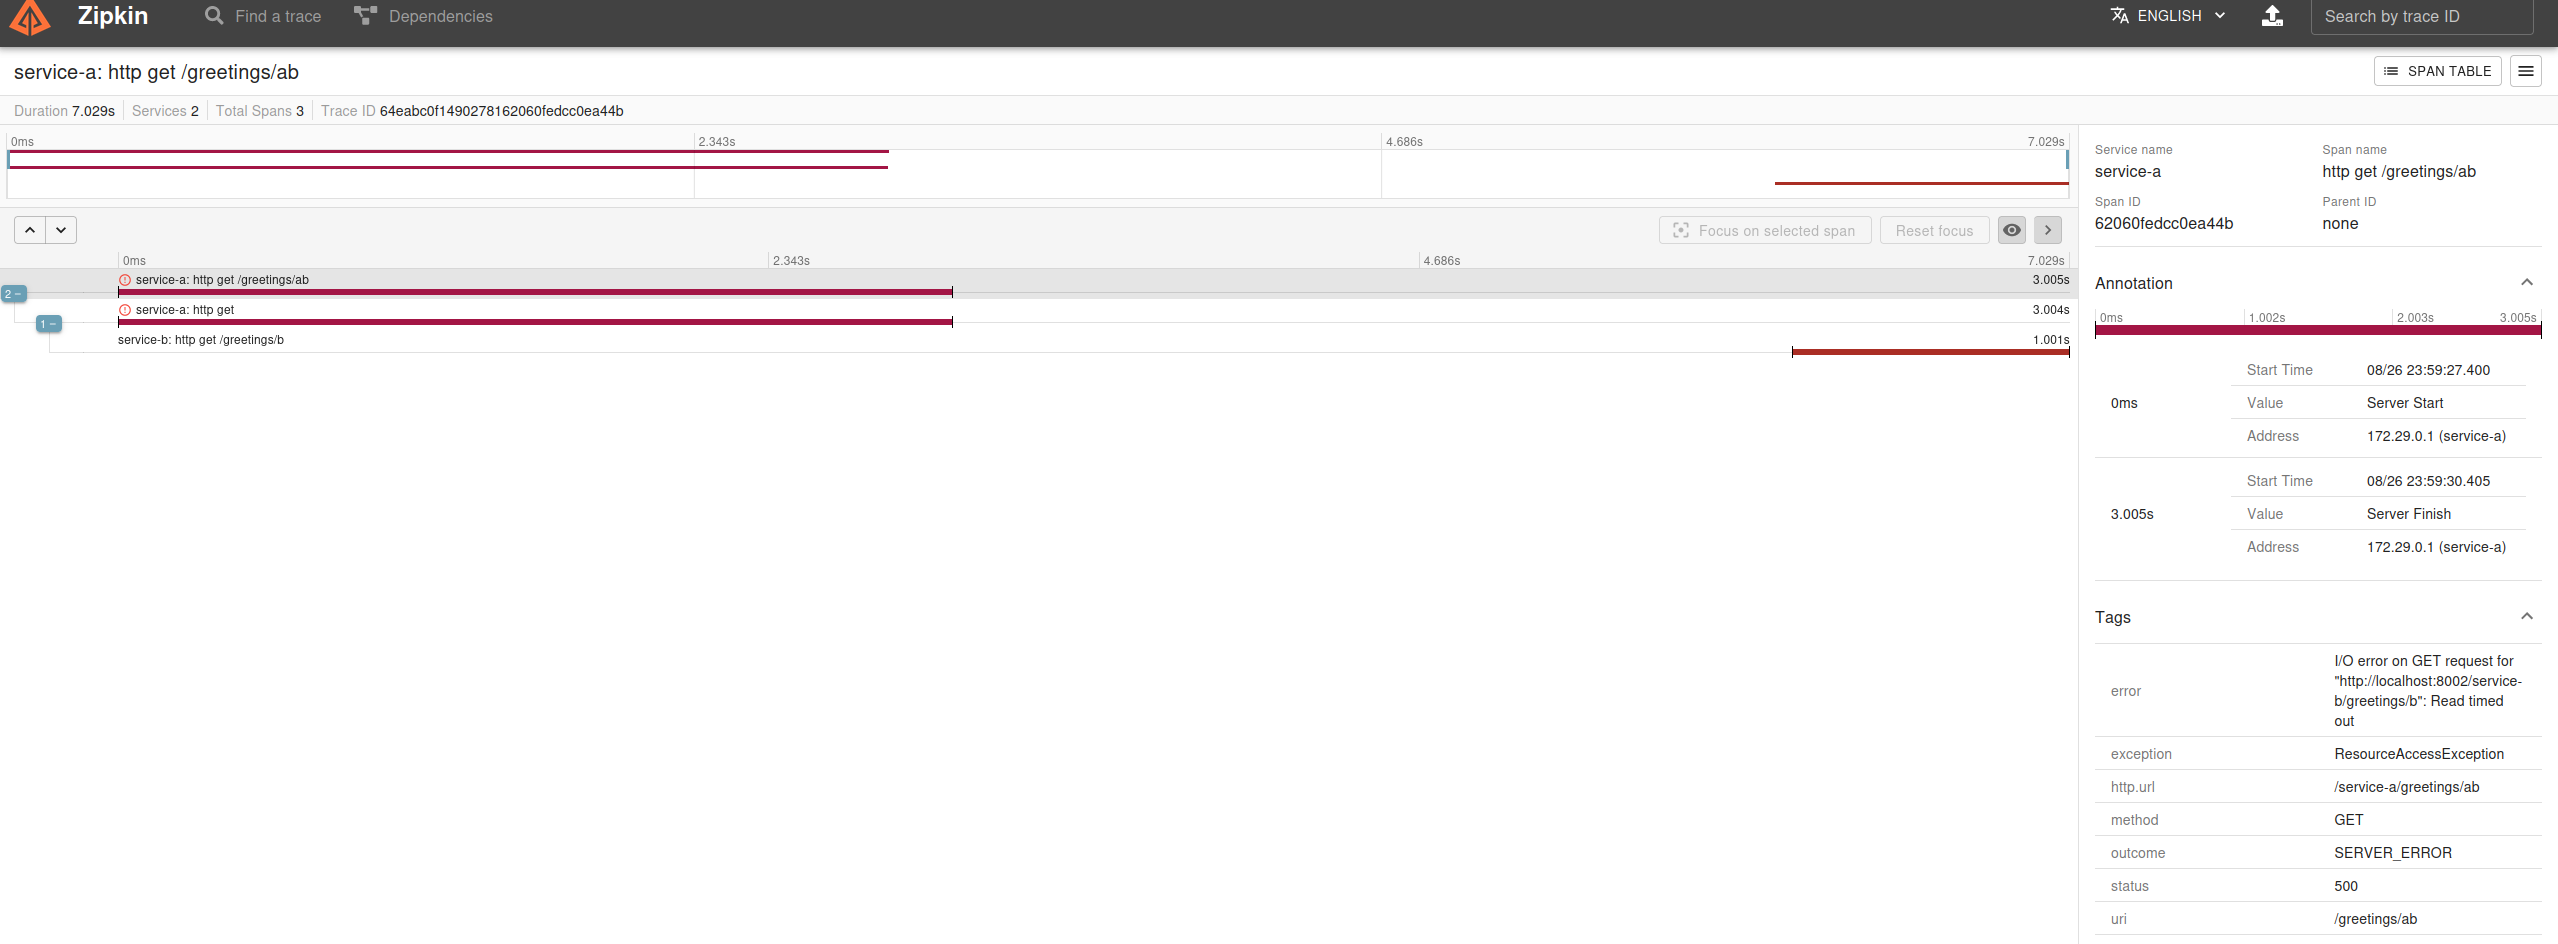 Zipkin
Find a trace
Dependencies
ENGLISH
Search by trace ID
service-a: http get /greetings/ab
SPAN TABLE
Duration 7.029s
Services 2
Total Spans 3
Trace ID 64eabc0f1490278162060fedcc0ea44b
0ms 2.343s 4.686s 7.029s
Focus on selected span
Reset focus
0ms 2.343s 4.686s 7.029s
service-a: http get /greetings/ab 3.005s
2 −
service-a: http get 3.004s
1 −
service-b: http get /greetings/b 1.001s
Service name
service-a
Span name
http get /greetings/ab
Span ID
62060fedcc0ea44b
Parent ID
none
Annotation
0ms 1.002s 2.003s 3.005s
0ms
Start Time 08/26 23:59:27.400
Value Server Start
Address 172.29.0.1 (service-a)
3.005s
Start Time 08/26 23:59:30.405
Value Server Finish
Address 172.29.0.1 (service-a)
Tags
error
I/O error on GET request for
"http://localhost:8002/service-
b/greetings/b": Read timed
out
exception ResourceAccessException
http.url /service-a/greetings/ab
method GET
outcome SERVER_ERROR
status 500
uri /greetings/ab